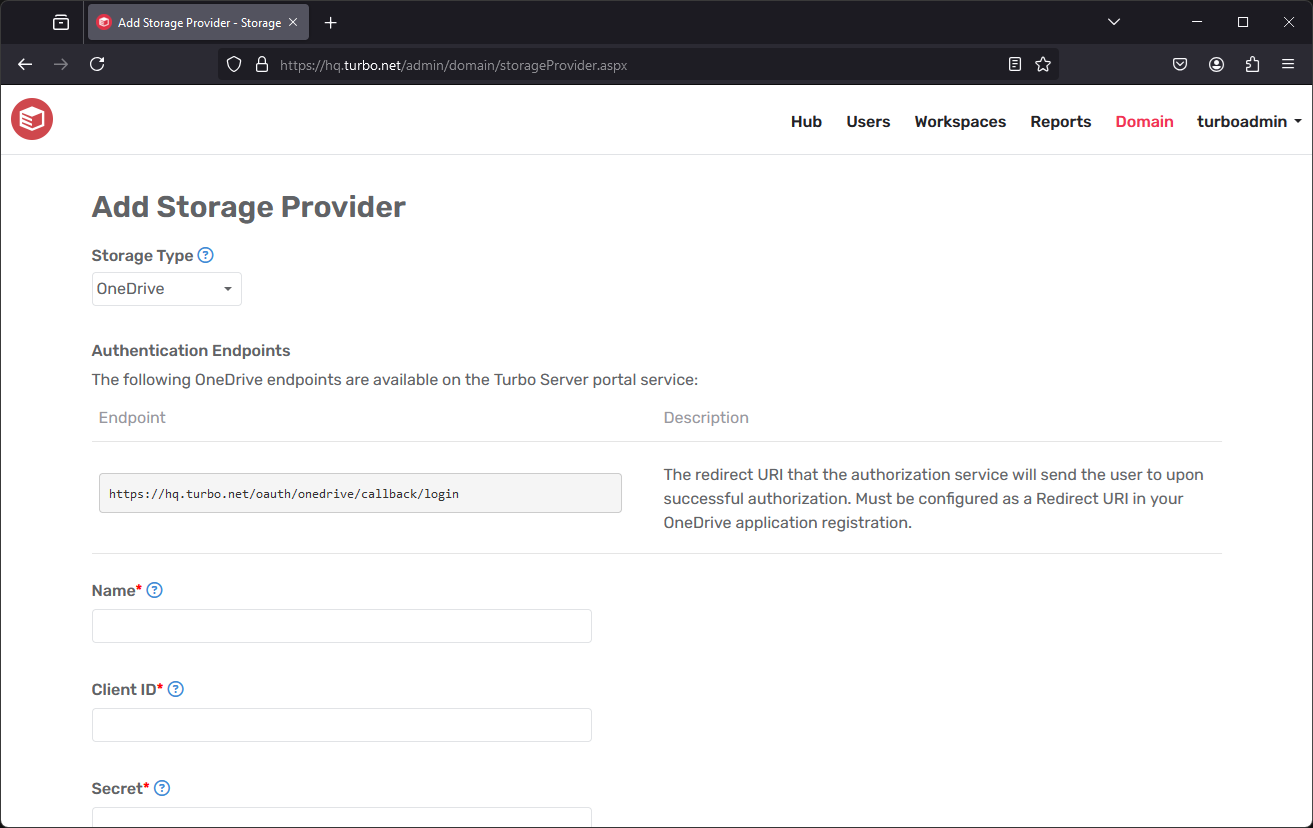 Add Storage Provider - Storage
https://hq.turbo.net/admin/domain/storageProvider.aspx
Hub Users Workspaces Reports Domain turboadmin
Add Storage Provider
Storage Type ?
OneDrive
Authentication Endpoints
The following OneDrive endpoints are available on the Turbo Server portal service:
Endpoint Description
https://hq.turbo.net/oauth/onedrive/callback/login
The redirect URI that the authorization service will send the user to upon
successful authorization. Must be configured as a Redirect URI in your
OneDrive application registration.
Name* ?
Client ID* ?
Secret* ?